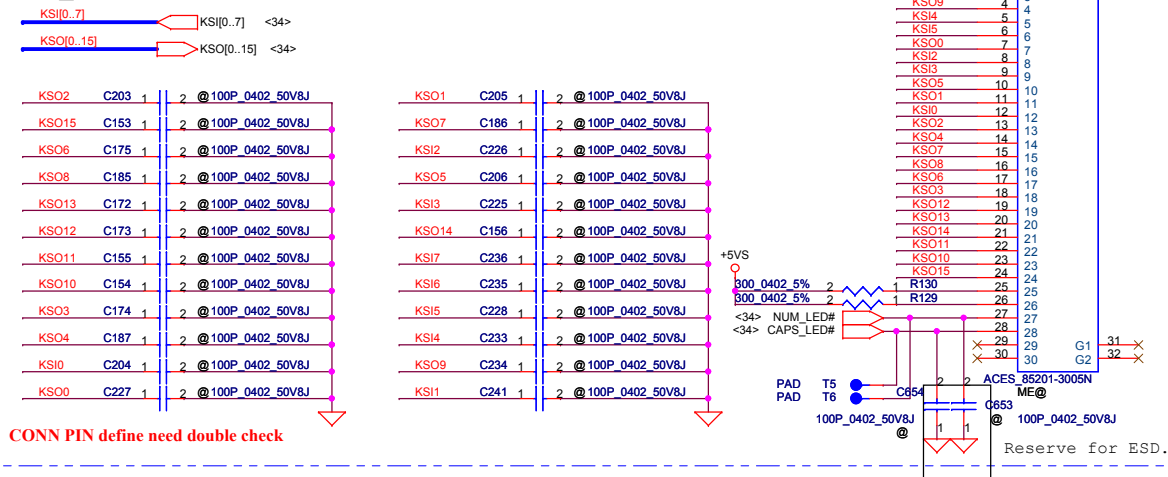 KSI[0..7] KSI[0..7] <34>
KSO[0..15] KSO[0..15] <34>
KSO2 C203 1 2 @100P_0402_50V8J
KSO15 C153 1 2 @100P_0402_50V8J
KSO6 C175 1 2 @100P_0402_50V8J
KSO8 C185 1 2 @100P_0402_50V8J
KSO13 C172 1 2 @100P_0402_50V8J
KSO12 C173 1 2 @100P_0402_50V8J
KSO11 C155 1 2 @100P_0402_50V8J
KSO10 C154 1 2 @100P_0402_50V8J
KSO3 C174 1 2 @100P_0402_50V8J
KSO4 C187 1 2 @100P_0402_50V8J
KSI0 C204 1 2 @100P_0402_50V8J
KSO0 C227 1 2 @100P_0402_50V8J
CONN PIN define need double check
KSO1 C205 1 2 @100P_0402_50V8J
KSO7 C186 1 2 @100P_0402_50V8J
KSI2 C226 1 2 @100P_0402_50V8J
KSO5 C206 1 2 @100P_0402_50V8J
KSI3 C225 1 2 @100P_0402_50V8J
KSO14 C156 1 2 @100P_0402_50V8J
KSI7 C236 1 2 @100P_0402_50V8J
KSI6 C235 1 2 @100P_0402_50V8J
KSI5 C228 1 2 @100P_0402_50V8J
KSI4 C233 1 2 @100P_0402_50V8J
KSO9 C234 1 2 @100P_0402_50V8J
KSI1 C241 1 2 @100P_0402_50V8J
KSO9 4 4
KSI4 5 5
KSI5 6 6
KSO0 7 7
KSI2 8 8
KSI3 9 9
KSO5 10 10
KSO1 11 11
KSI0 12 12
KSO2 13 13
KSO4 14 14
KSO7 15 15
KSO8 16 16
KSO6 17 17
KSO3 18 18
KSO12 19 19
KSO13 20 20
KSO14 21 21
KSO11 22 22
KSO10 23 23
KSO15 24 24
+5VS
300_0402_5% 2 1 R130 25 25
300_0402_5% 2 1 R129 26 26
<34> NUM_LED# 27 27
<34> CAPS_LED# 28 28
29 29 G1 31
30 30 G2 32
ACES_85201-3005N
ME@
PAD T5
PAD T6
C654 2 2 C653
100P_0402_50V8J 1 1 100P_0402_50V8J
@ @
Reserve for ESD.